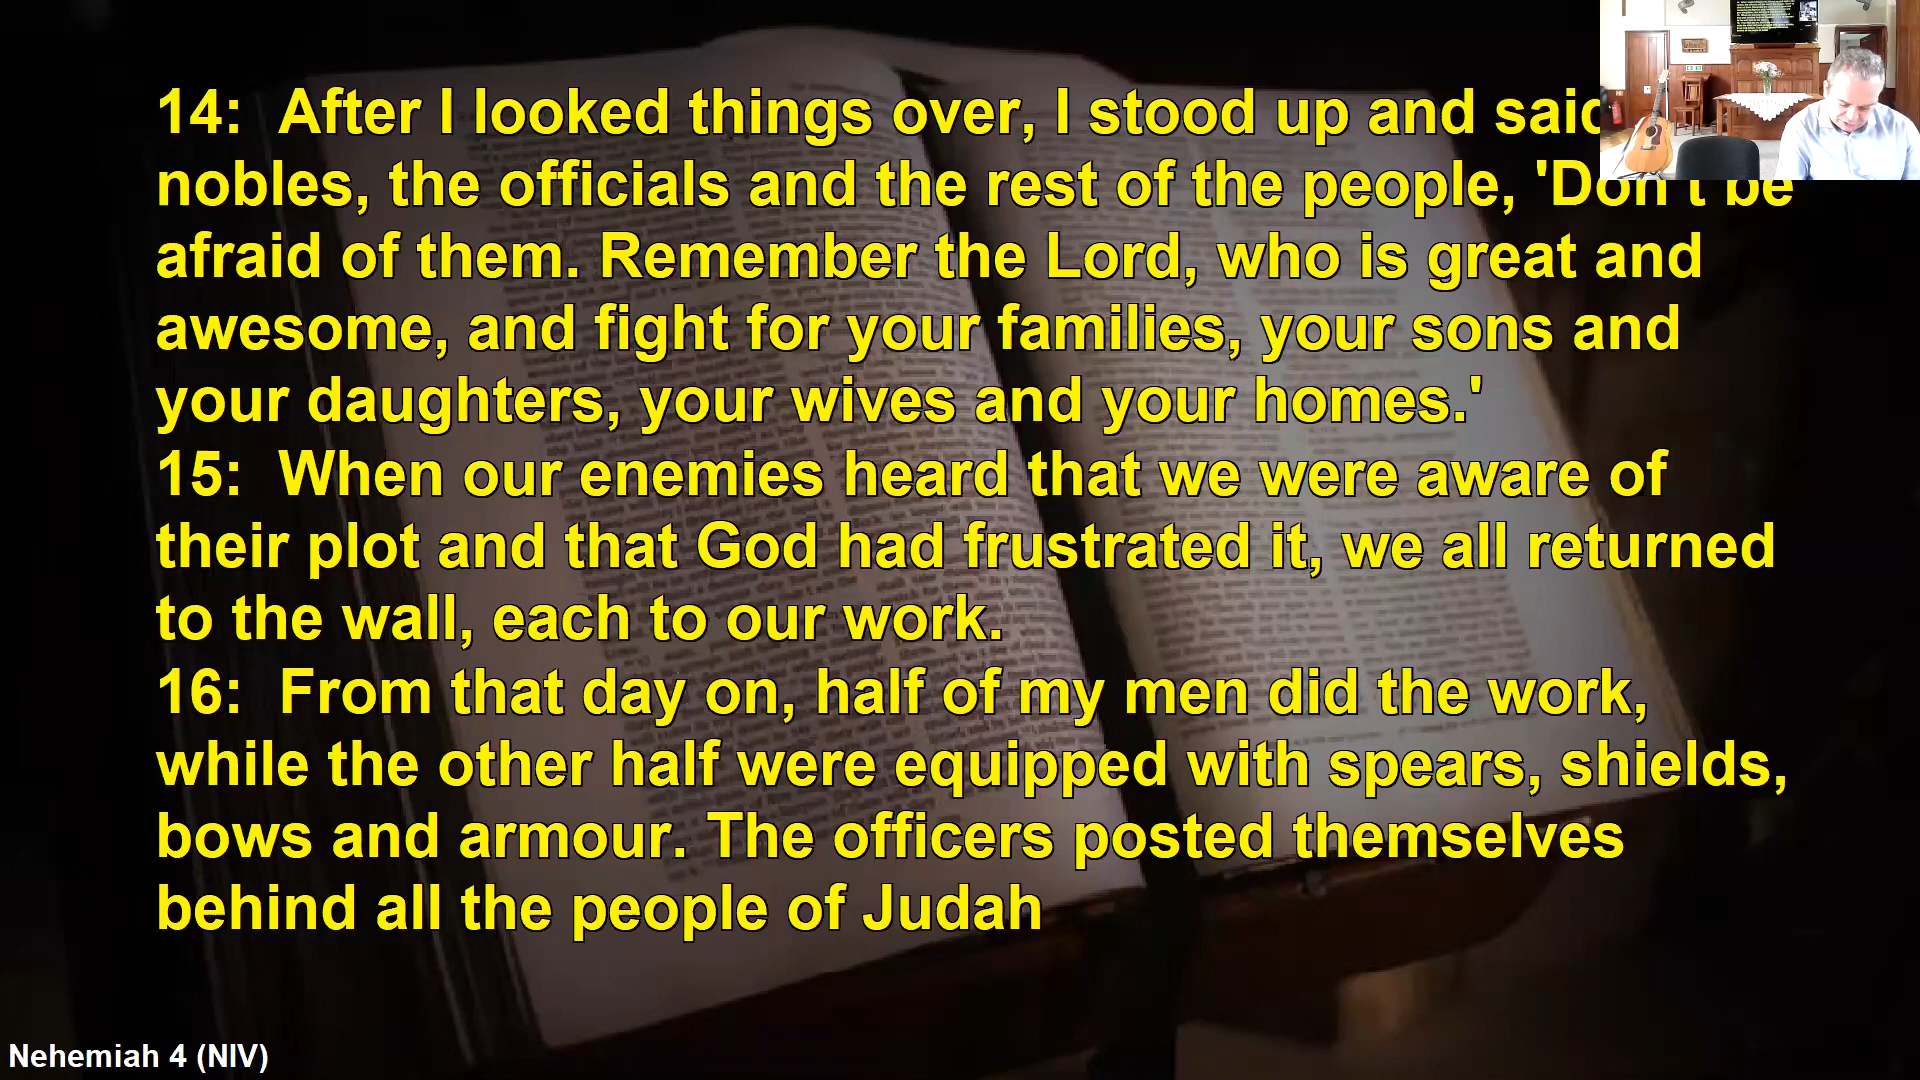 14: After I looked things over, I stood up and said
nobles, the officials and the rest of the people, 'Don't be
afraid of them. Remember the Lord, who is great and
awesome, and fight for your families, your sons and
your daughters, your wives and your homes.'
15: When our enemies heard that we were aware of
their plot and that God had frustrated it, we all returned
to the wall, each to our work.
16: From that day on, half of my men did the work,
while the other half were equipped with spears, shields,
bows and armour. The officers posted themselves
behind all the people of Judah
Nehemiah 4 (NIV)